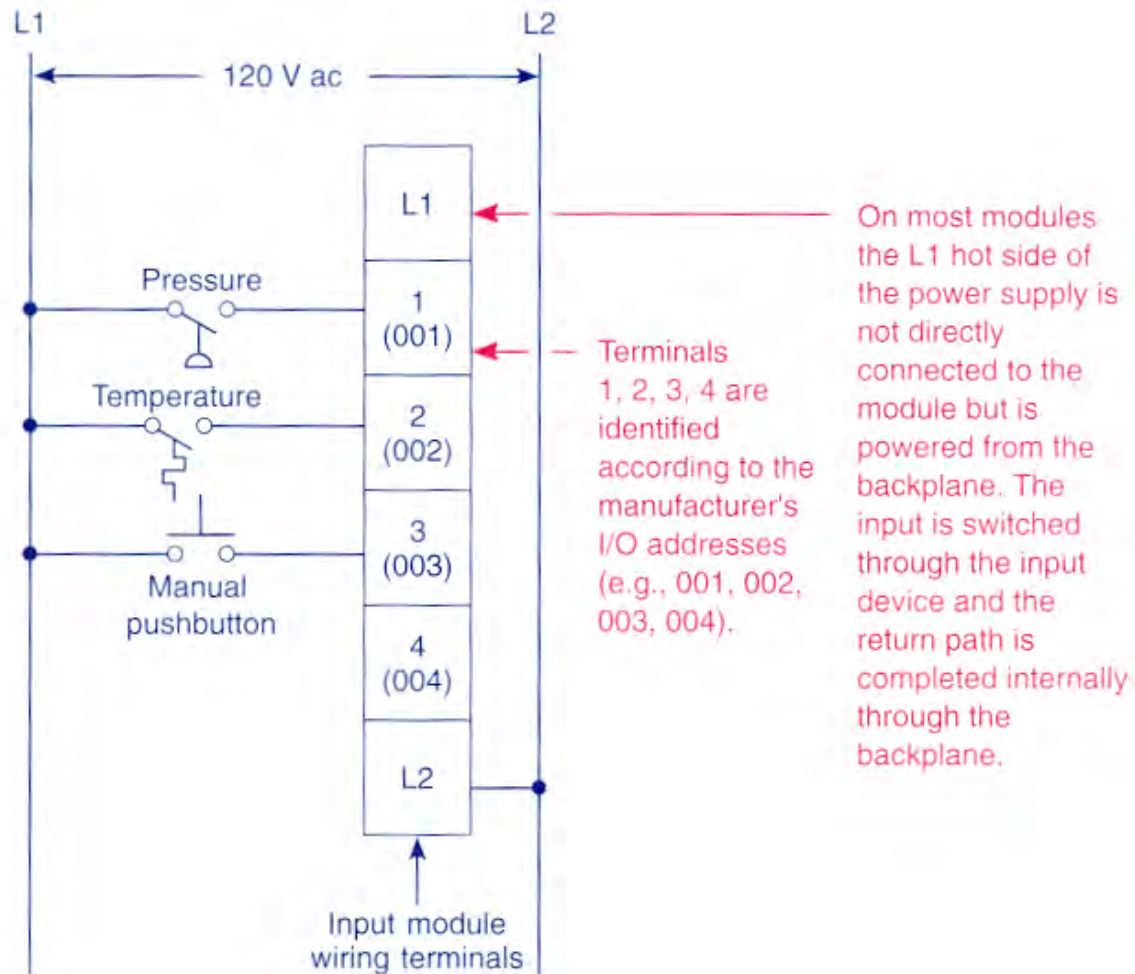 L1
L2
120 V ac
L1
Pressure
1
(001)
Temperature
2
(002)
3
(003)
Manual
pushbutton
4
(004)
L2
Input module
wiring terminals
Terminals
1, 2, 3, 4 are
identified
according to the
manufacturer's
I/O addresses
(e.g., 001, 002,
003, 004).
On most modules
the L1 hot side of
the power supply is
not directly
connected to the
module but is
powered from the
backplane. The
input is switched
through the input
device and the
return path is
completed internally
through the
backplane.